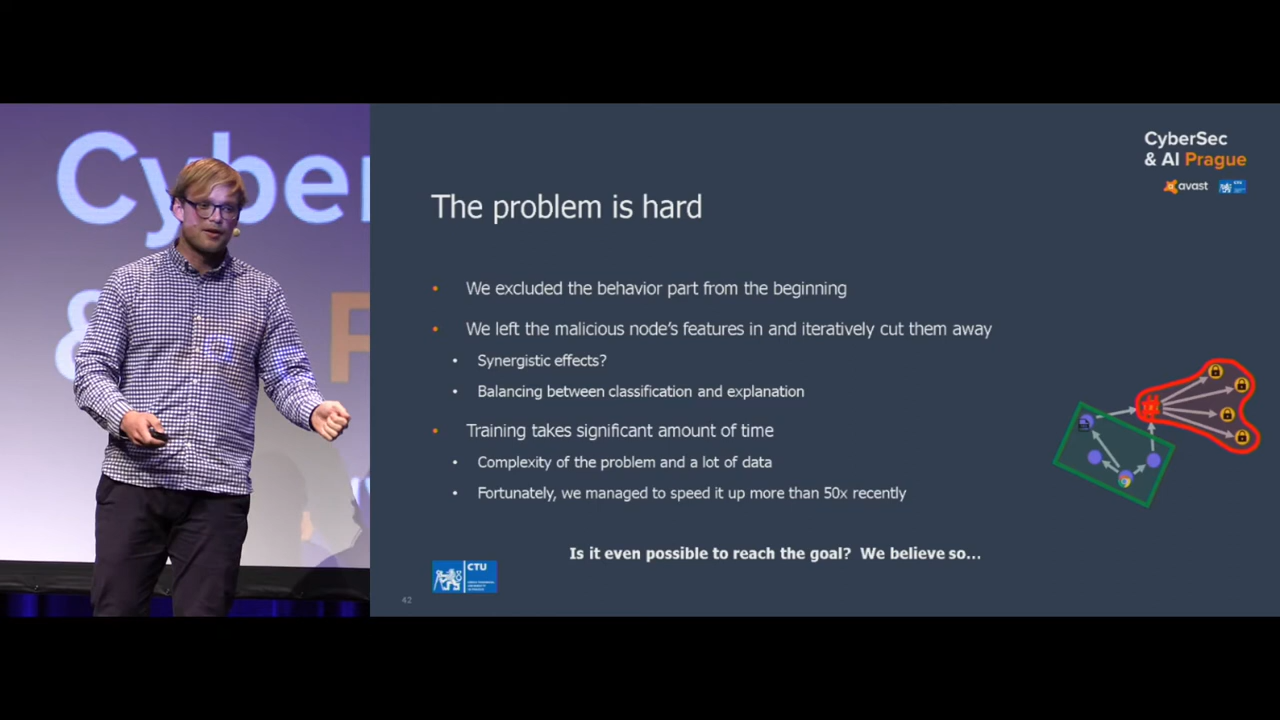 Cyber
&
CyberSec
& AI Prague
avast
The problem is hard
We excluded the behavior part from the beginning
We left the malicious node's features in and iteratively cut them away
Synergistic effects?
Balancing between classification and explanation
Training takes significant amount of time
Complexity of the problem and a lot of data
Fortunately, we managed to speed it up more than 50x recently
Is it even possible to reach the goal? We believe so...
CTU
42